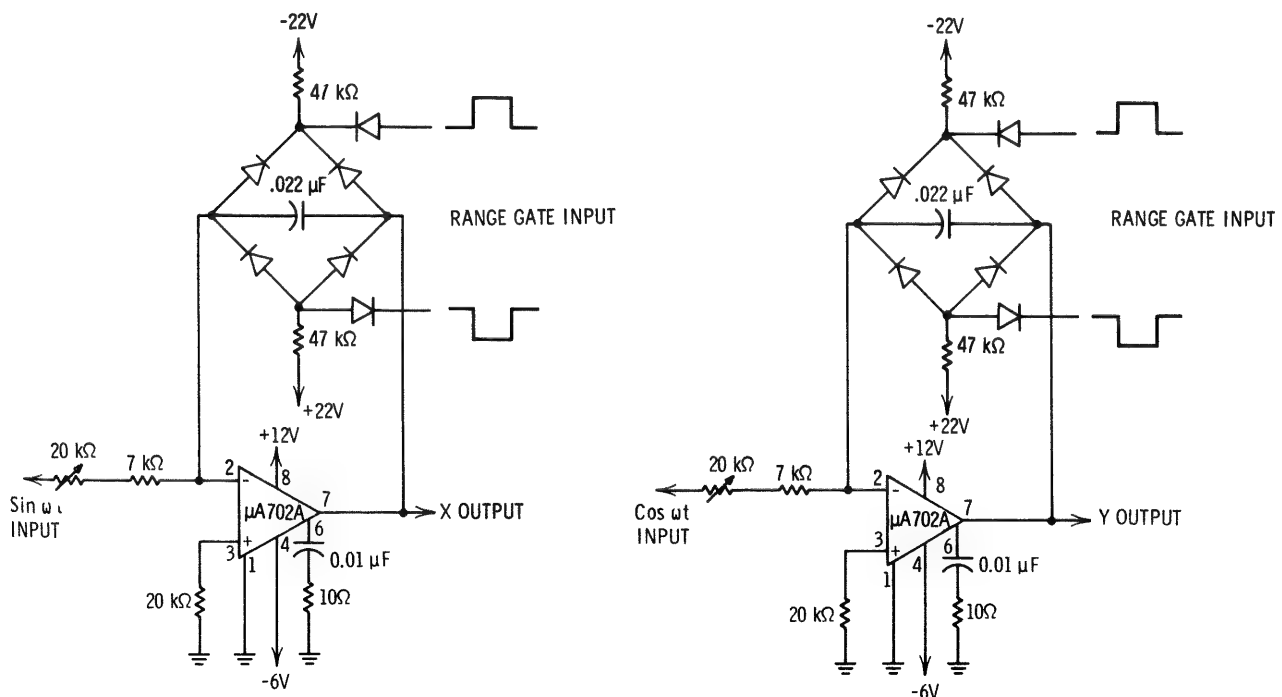 -22V
47 kΩ
.022 µF
RANGE GATE INPUT
47 kΩ
+22V
+12V
20 kΩ
7 kΩ
2
8
-
7
µA702A
Sin ω
INPUT
X OUTPUT
6
+
3
1
4
0.01 µF
20 kΩ
10Ω
-6V
-22V
47 kΩ
.022 µF
RANGE GATE INPUT
47 kΩ
+22V
+12V
20 kΩ
7 kΩ
2
8
-
7
µA702A
Cos ωt
INPUT
Y OUTPUT
6
+
3
1
4
0.01 µF
20 kΩ
10Ω
-6V